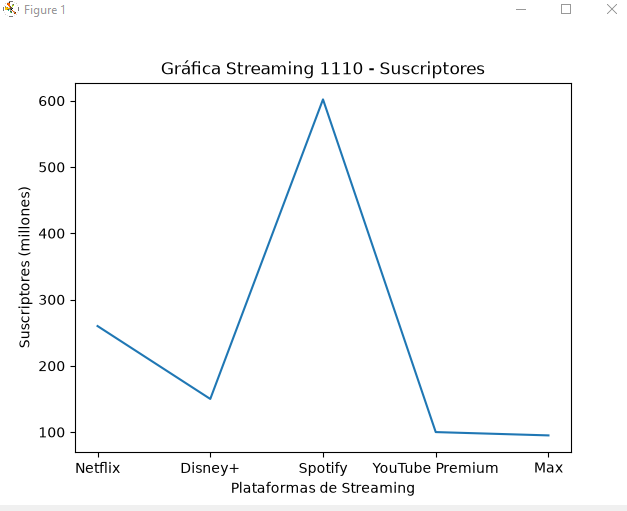 Figure 1
Gráfica Streaming 1110 - Suscriptores
Suscriptores (millones)
600
500
400
300
200
100
Netflix Disney+ Spotify YouTube Premium Max
Plataformas de Streaming